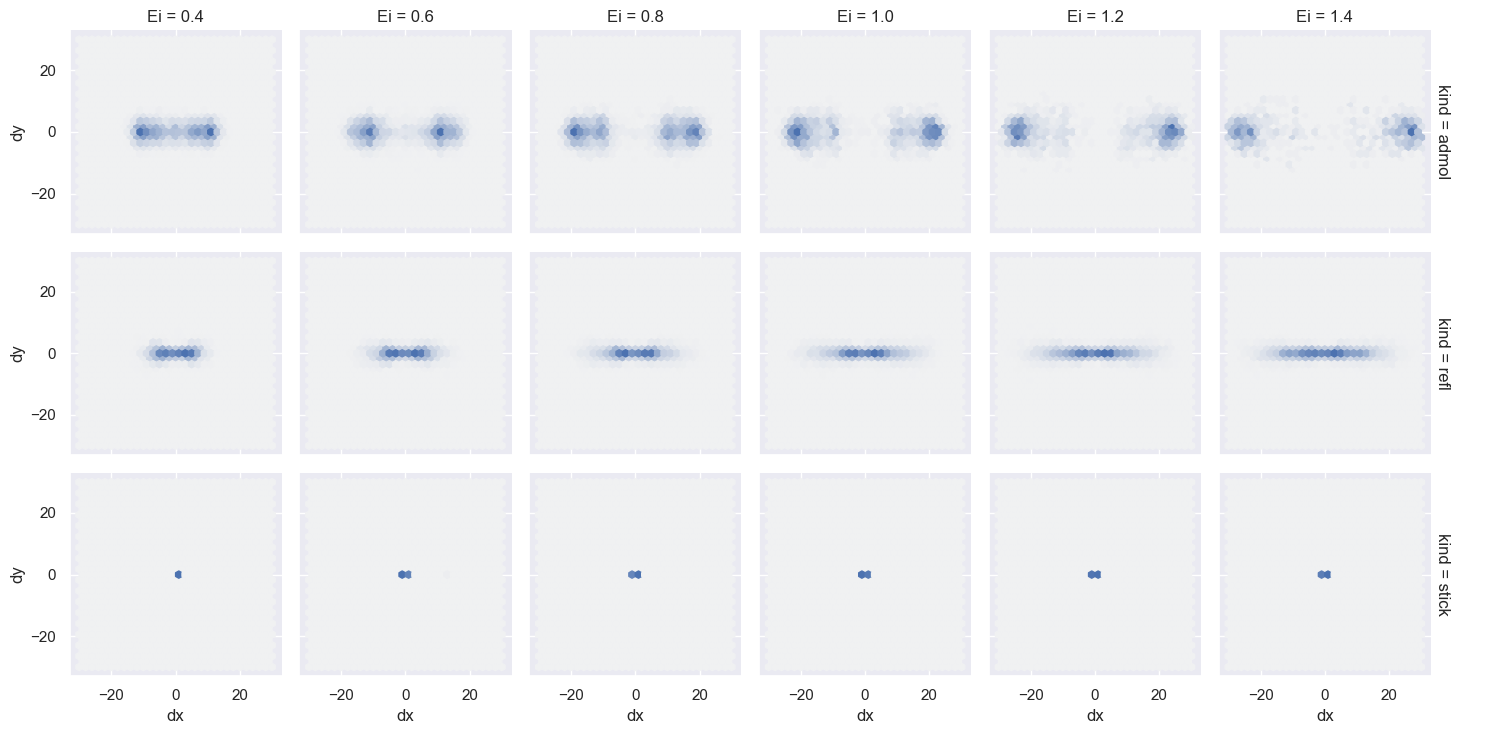 Ei = 0.4 Ei = 0.6 Ei = 0.8 Ei = 1.0 Ei = 1.2 Ei = 1.4
20
dy 0
−20
kind = admol
20
dy 0
−20
kind = refl
20
dy 0
−20
kind = stick
−20 0 20 −20 0 20 −20 0 20 −20 0 20 −20 0 20 −20 0 20
dx dx dx dx dx dx